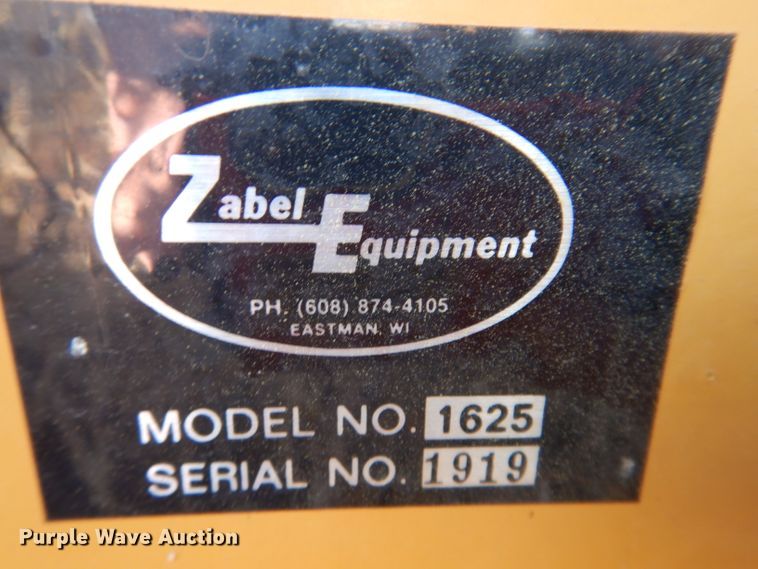 Zabel Equipment
PH. (608) 874-4105
EASTMAN, WI
MODEL NO. 1625
SERIAL NO. 1919
Purple Wave Auction